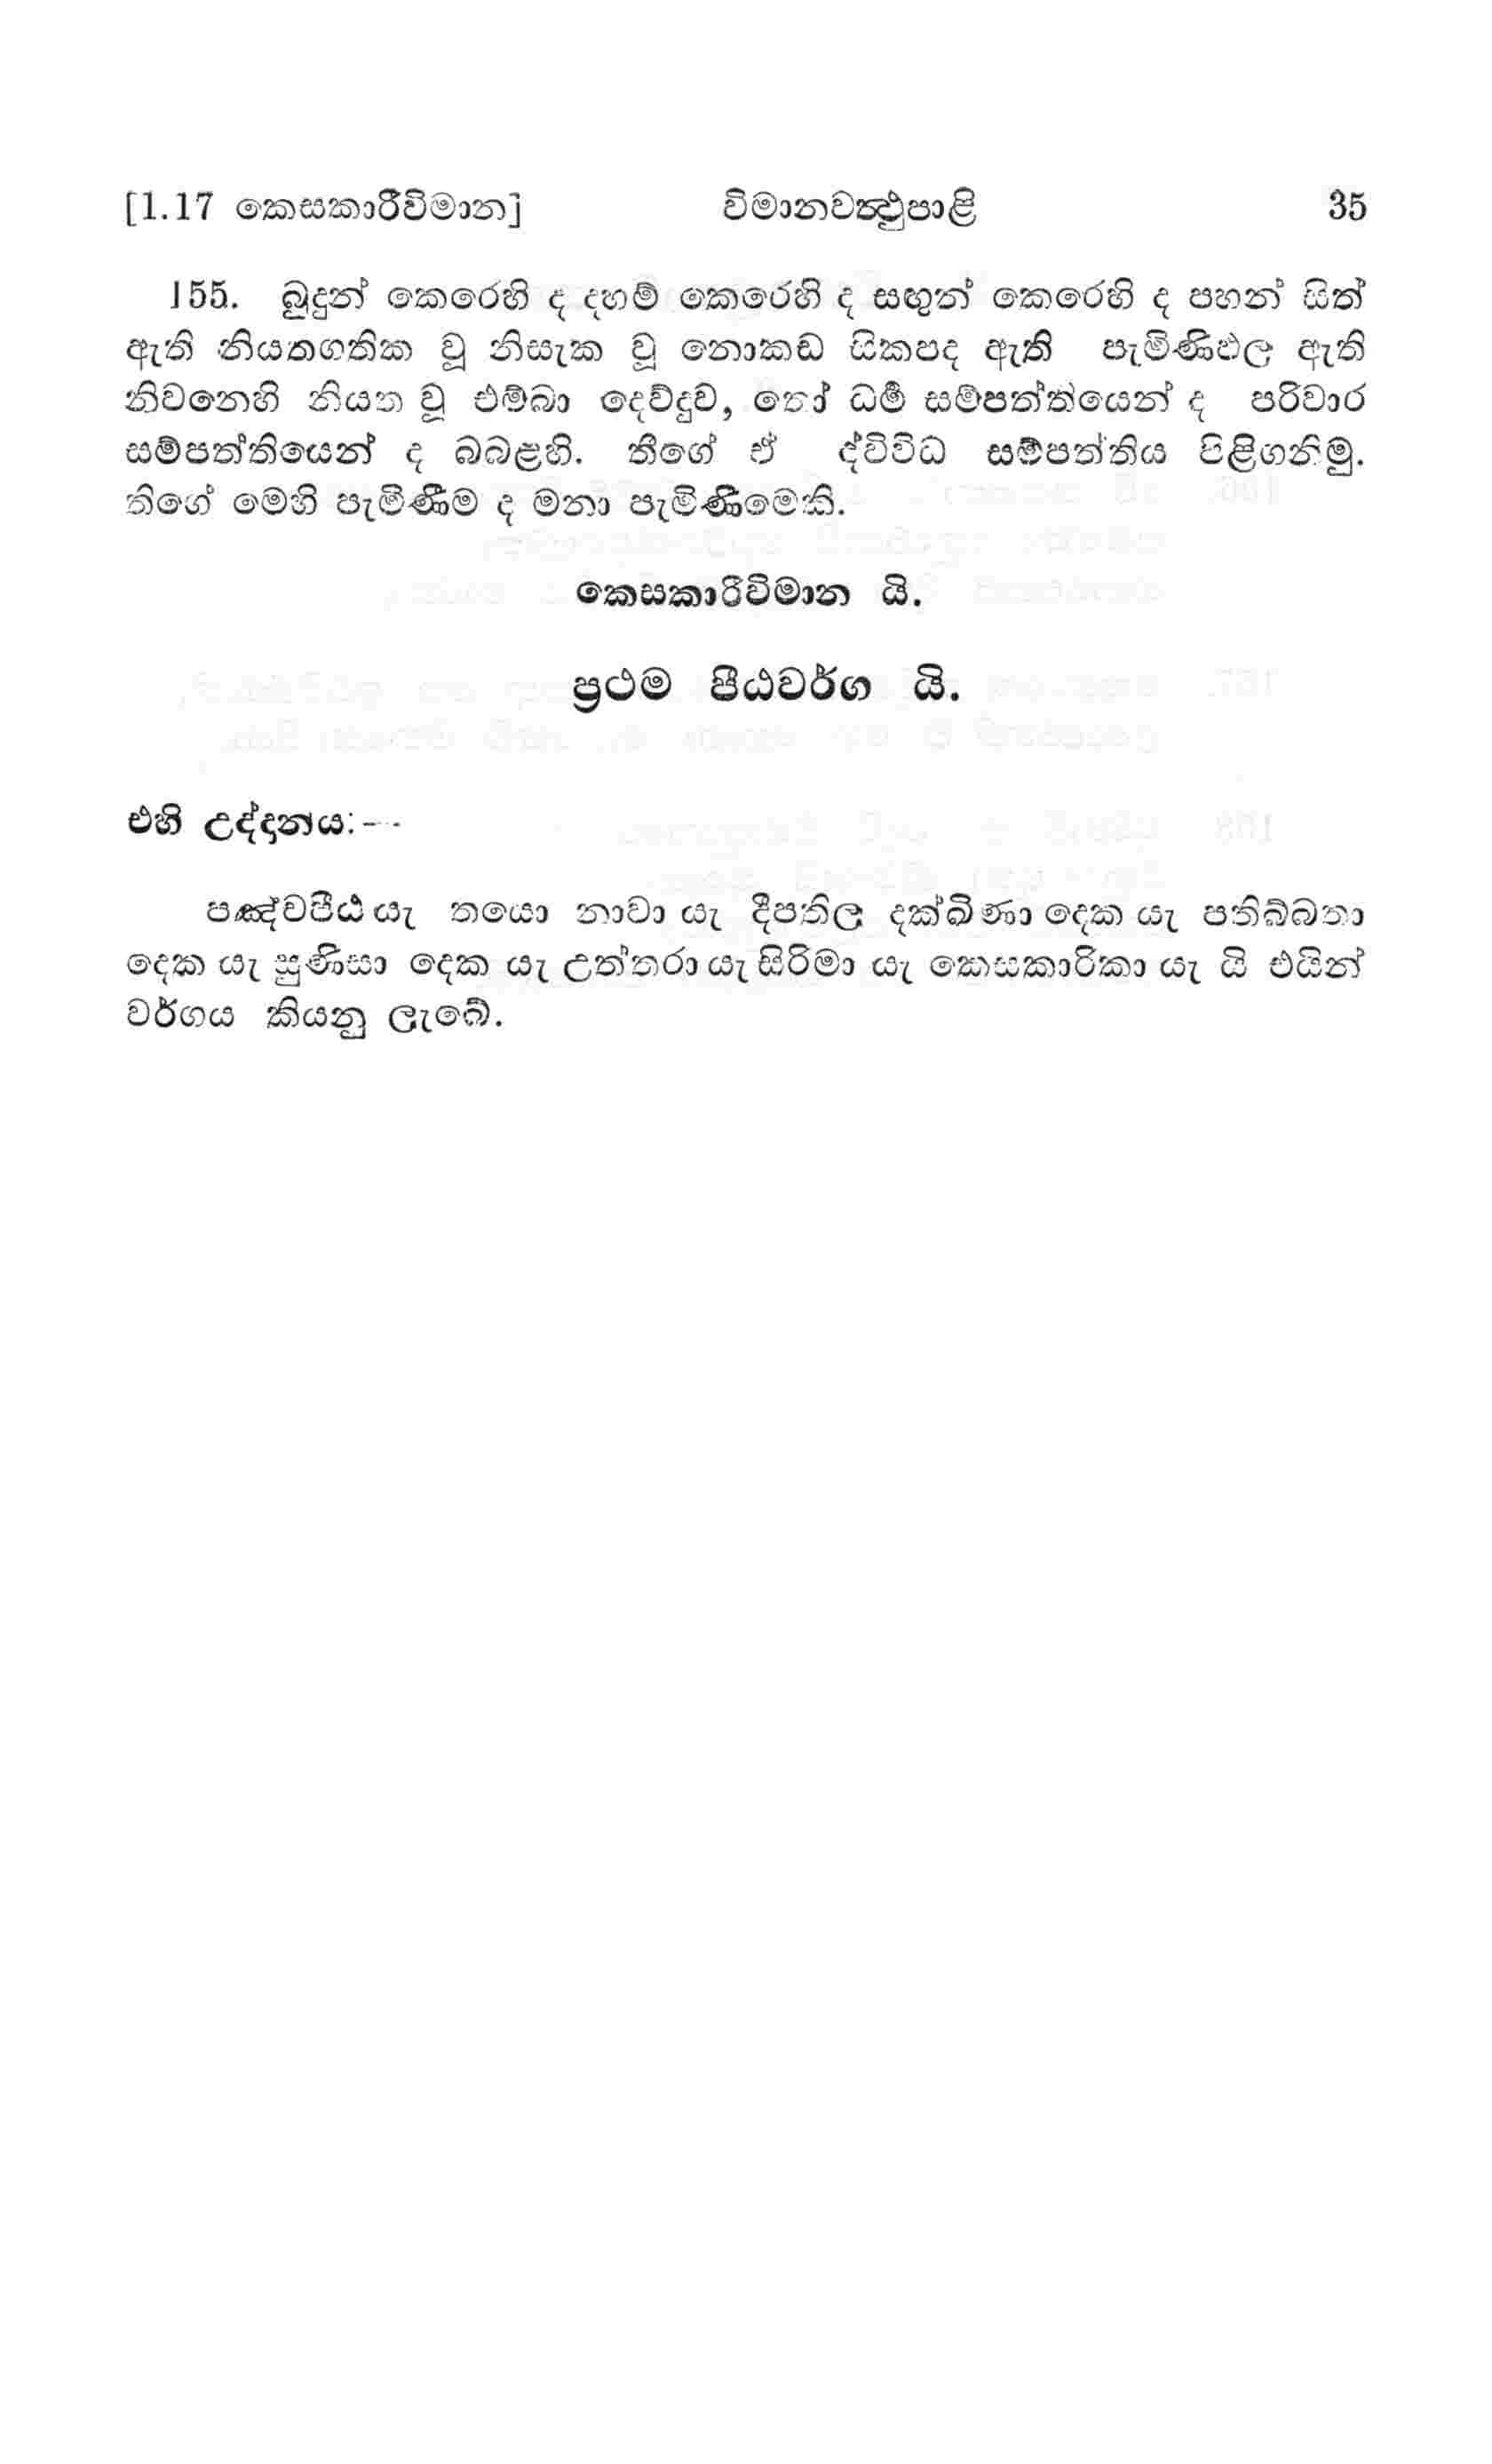 [1.17 කෙසකාරීවිමාන] විමානවත්‍ථුපාළි 35
155. බුදුන් කෙරෙහි ද දහම් කෙරෙහි ද සඟුන් කෙරෙහි ද පහන් සිත්
ඇති නියතගතික වූ නිසැක වූ නොකඩ සිකපද ඇති පැමිණිඵල ඇති
නිවනෙහි නියත වූ එම්බා දෙව්දුව, තෝ ධර්‍ම සම්පත්තියෙන් ද පරිවාර
සම්පත්තියෙන් ද බබළහි. තීගේ ඒ ද්විවිධ සම්පත්තිය පිළිගනිමු.
තිගේ මෙහි පැමිණීම ද මනා පැමිණීමෙකි.
කෙසකාරීවිමාන යි.
ප්‍රථම පීඨවර්ග යි.
එහි උද්දානය:—
පඤ්චපීඨ යැ තයො නාවා යැ දීපතිල දක්ඛිණා දෙක යැ පතිබ්බතා
දෙක යැ සුණිසා දෙක යැ උත්තරා යැ සිරිමා යැ කෙසකාරිකා යැ යි එයින්
වර්ගය කියනු ලැබේ.